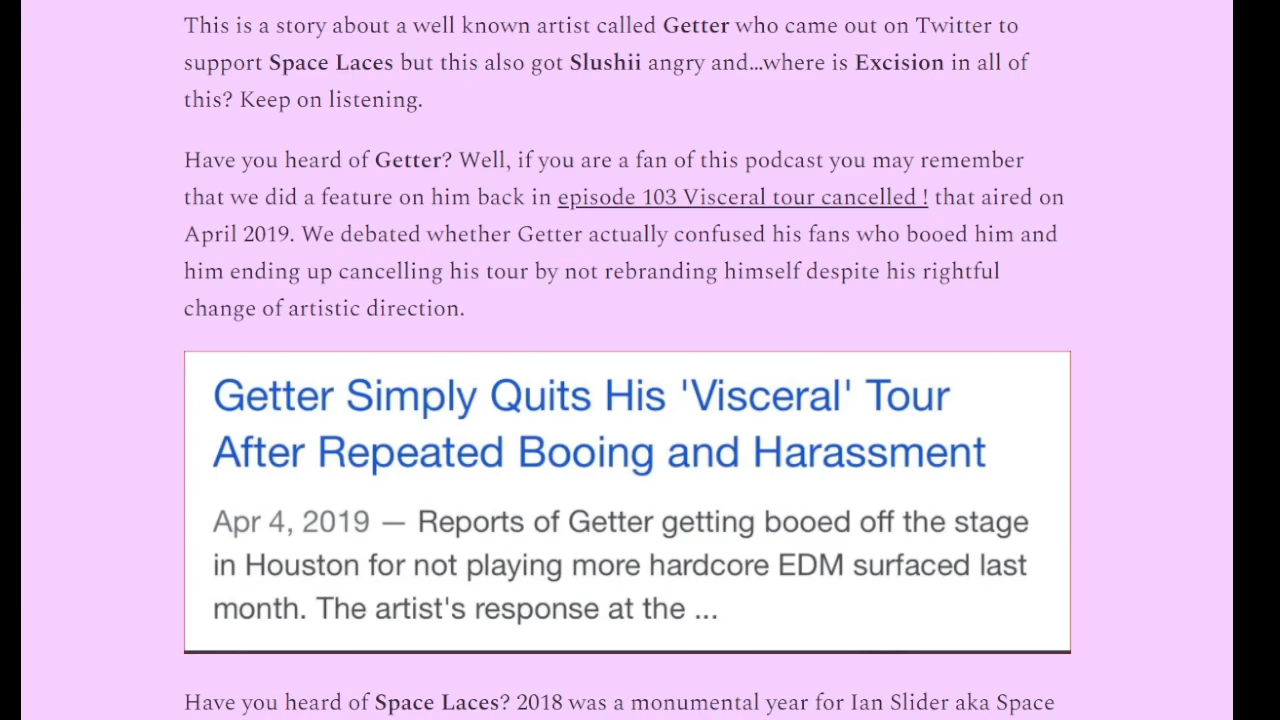 This is a story about a well known artist called Getter who came out on Twitter to
support Space Laces but this also got Slushii angry and...where is Excision in all of
this? Keep on listening.
Have you heard of Getter? Well, if you are a fan of this podcast you may remember
that we did a feature on him back in episode 103 Visceral tour cancelled ! that aired on
April 2019. We debated whether Getter actually confused his fans who booed him and
him ending up cancelling his tour by not rebranding himself despite his rightful
change of artistic direction.
Getter Simply Quits His 'Visceral' Tour
After Repeated Booing and Harassment
Apr 4, 2019 — Reports of Getter getting booed off the stage
in Houston for not playing more hardcore EDM surfaced last
month. The artist's response at the ...
Have you heard of Space Laces? 2018 was a monumental year for Ian Slider aka Space